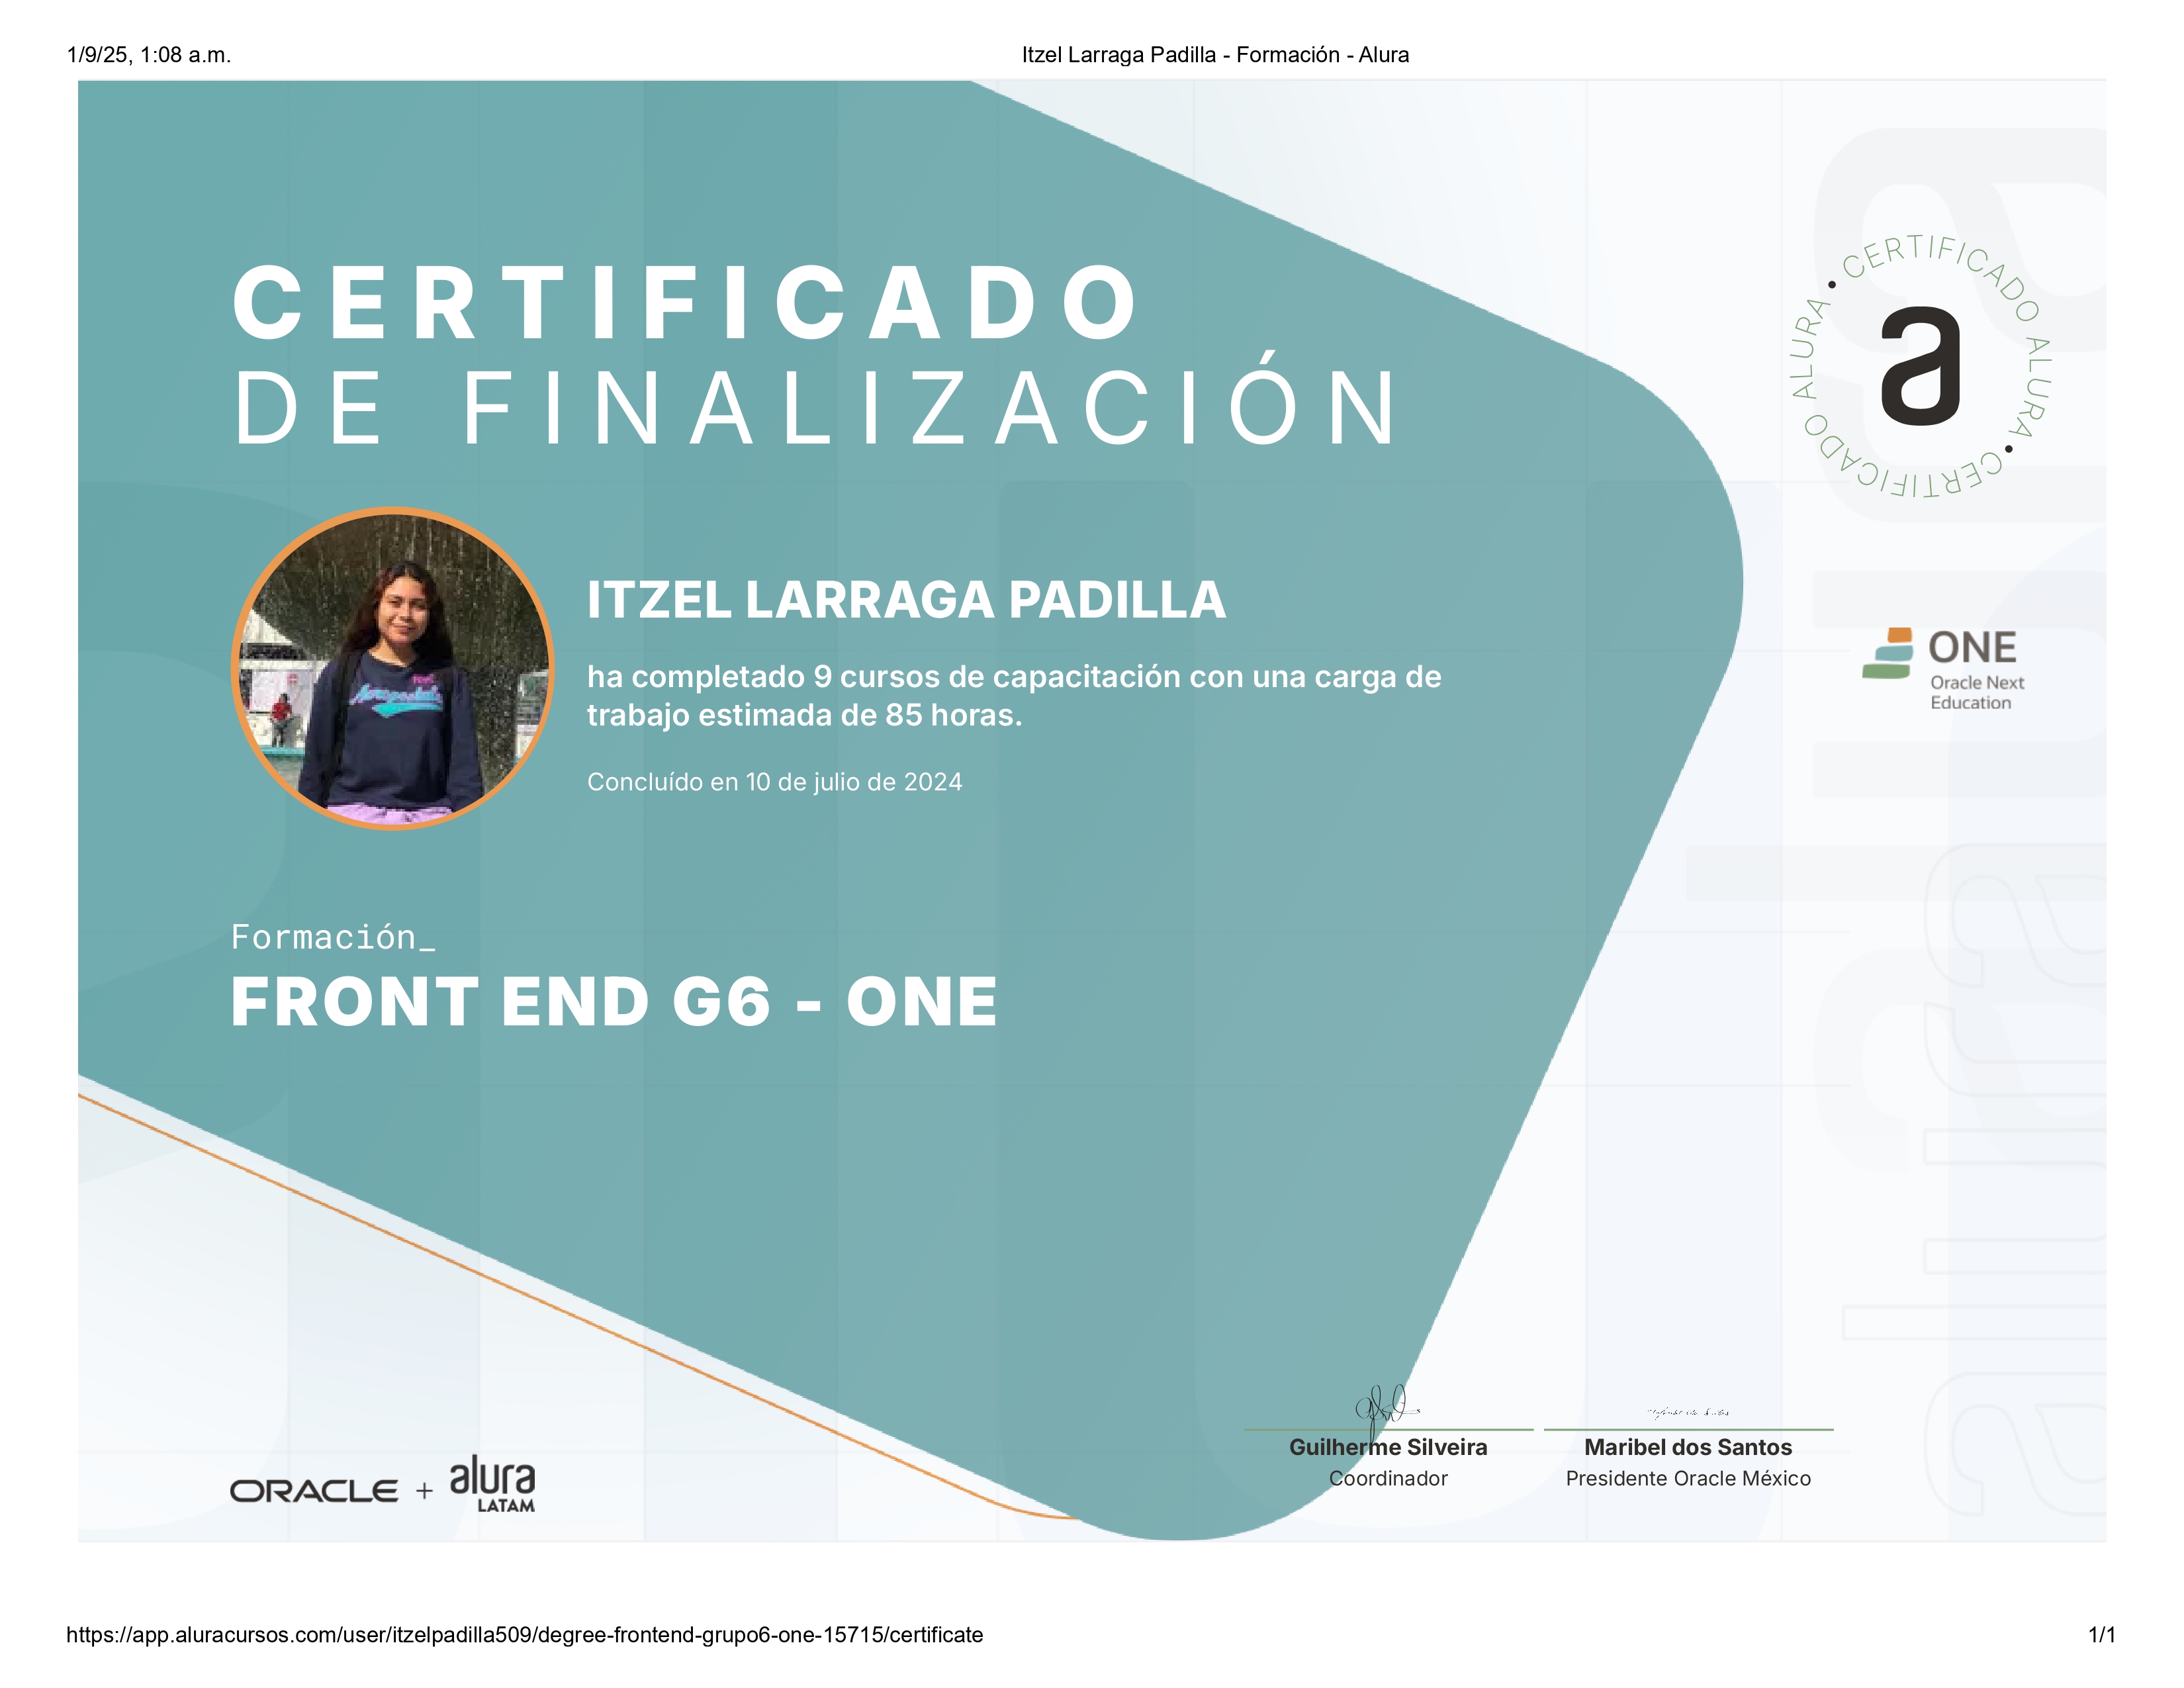 1/9/25, 1:08 a.m.
Itzel Larraga Padilla - Formación - Alura
CERTIFICADO
DE FINALIZACIÓN
• CERTIFICADO ALURA • CERTIFICADO ALURA
a
ITZEL LARRAGA PADILLA
ha completado 9 cursos de capacitación con una carga de
trabajo estimada de 85 horas.
Concluído en 10 de julio de 2024
ONE
Oracle Next
Education
Formación_
FRONT END G6 - ONE
alura
Guilherme Silveira
Coordinador
Maribel dos Santos
Presidente Oracle México
ORACLE + alura
LATAM
https://app.aluracursos.com/user/itzelpadilla509/degree-frontend-grupo6-one-15715/certificate
1/1